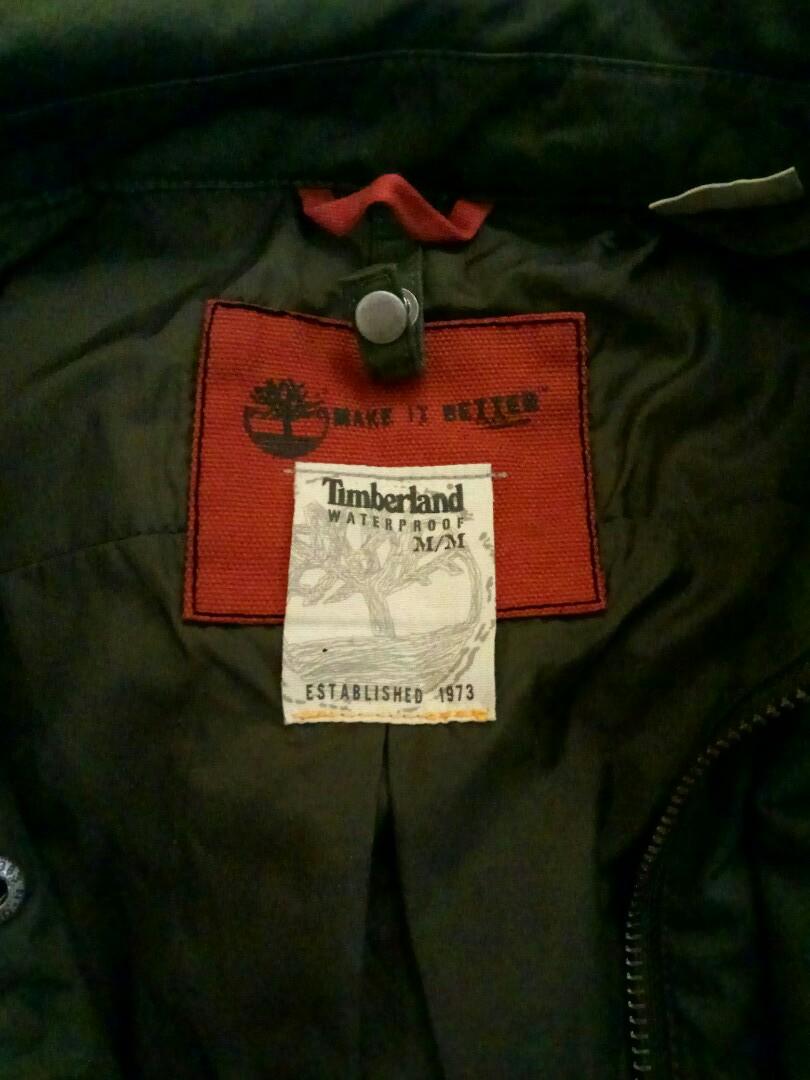 "MAKE IT BETTER"
Timberland
WATERPROOF
M/M
ESTABLISHED 1973